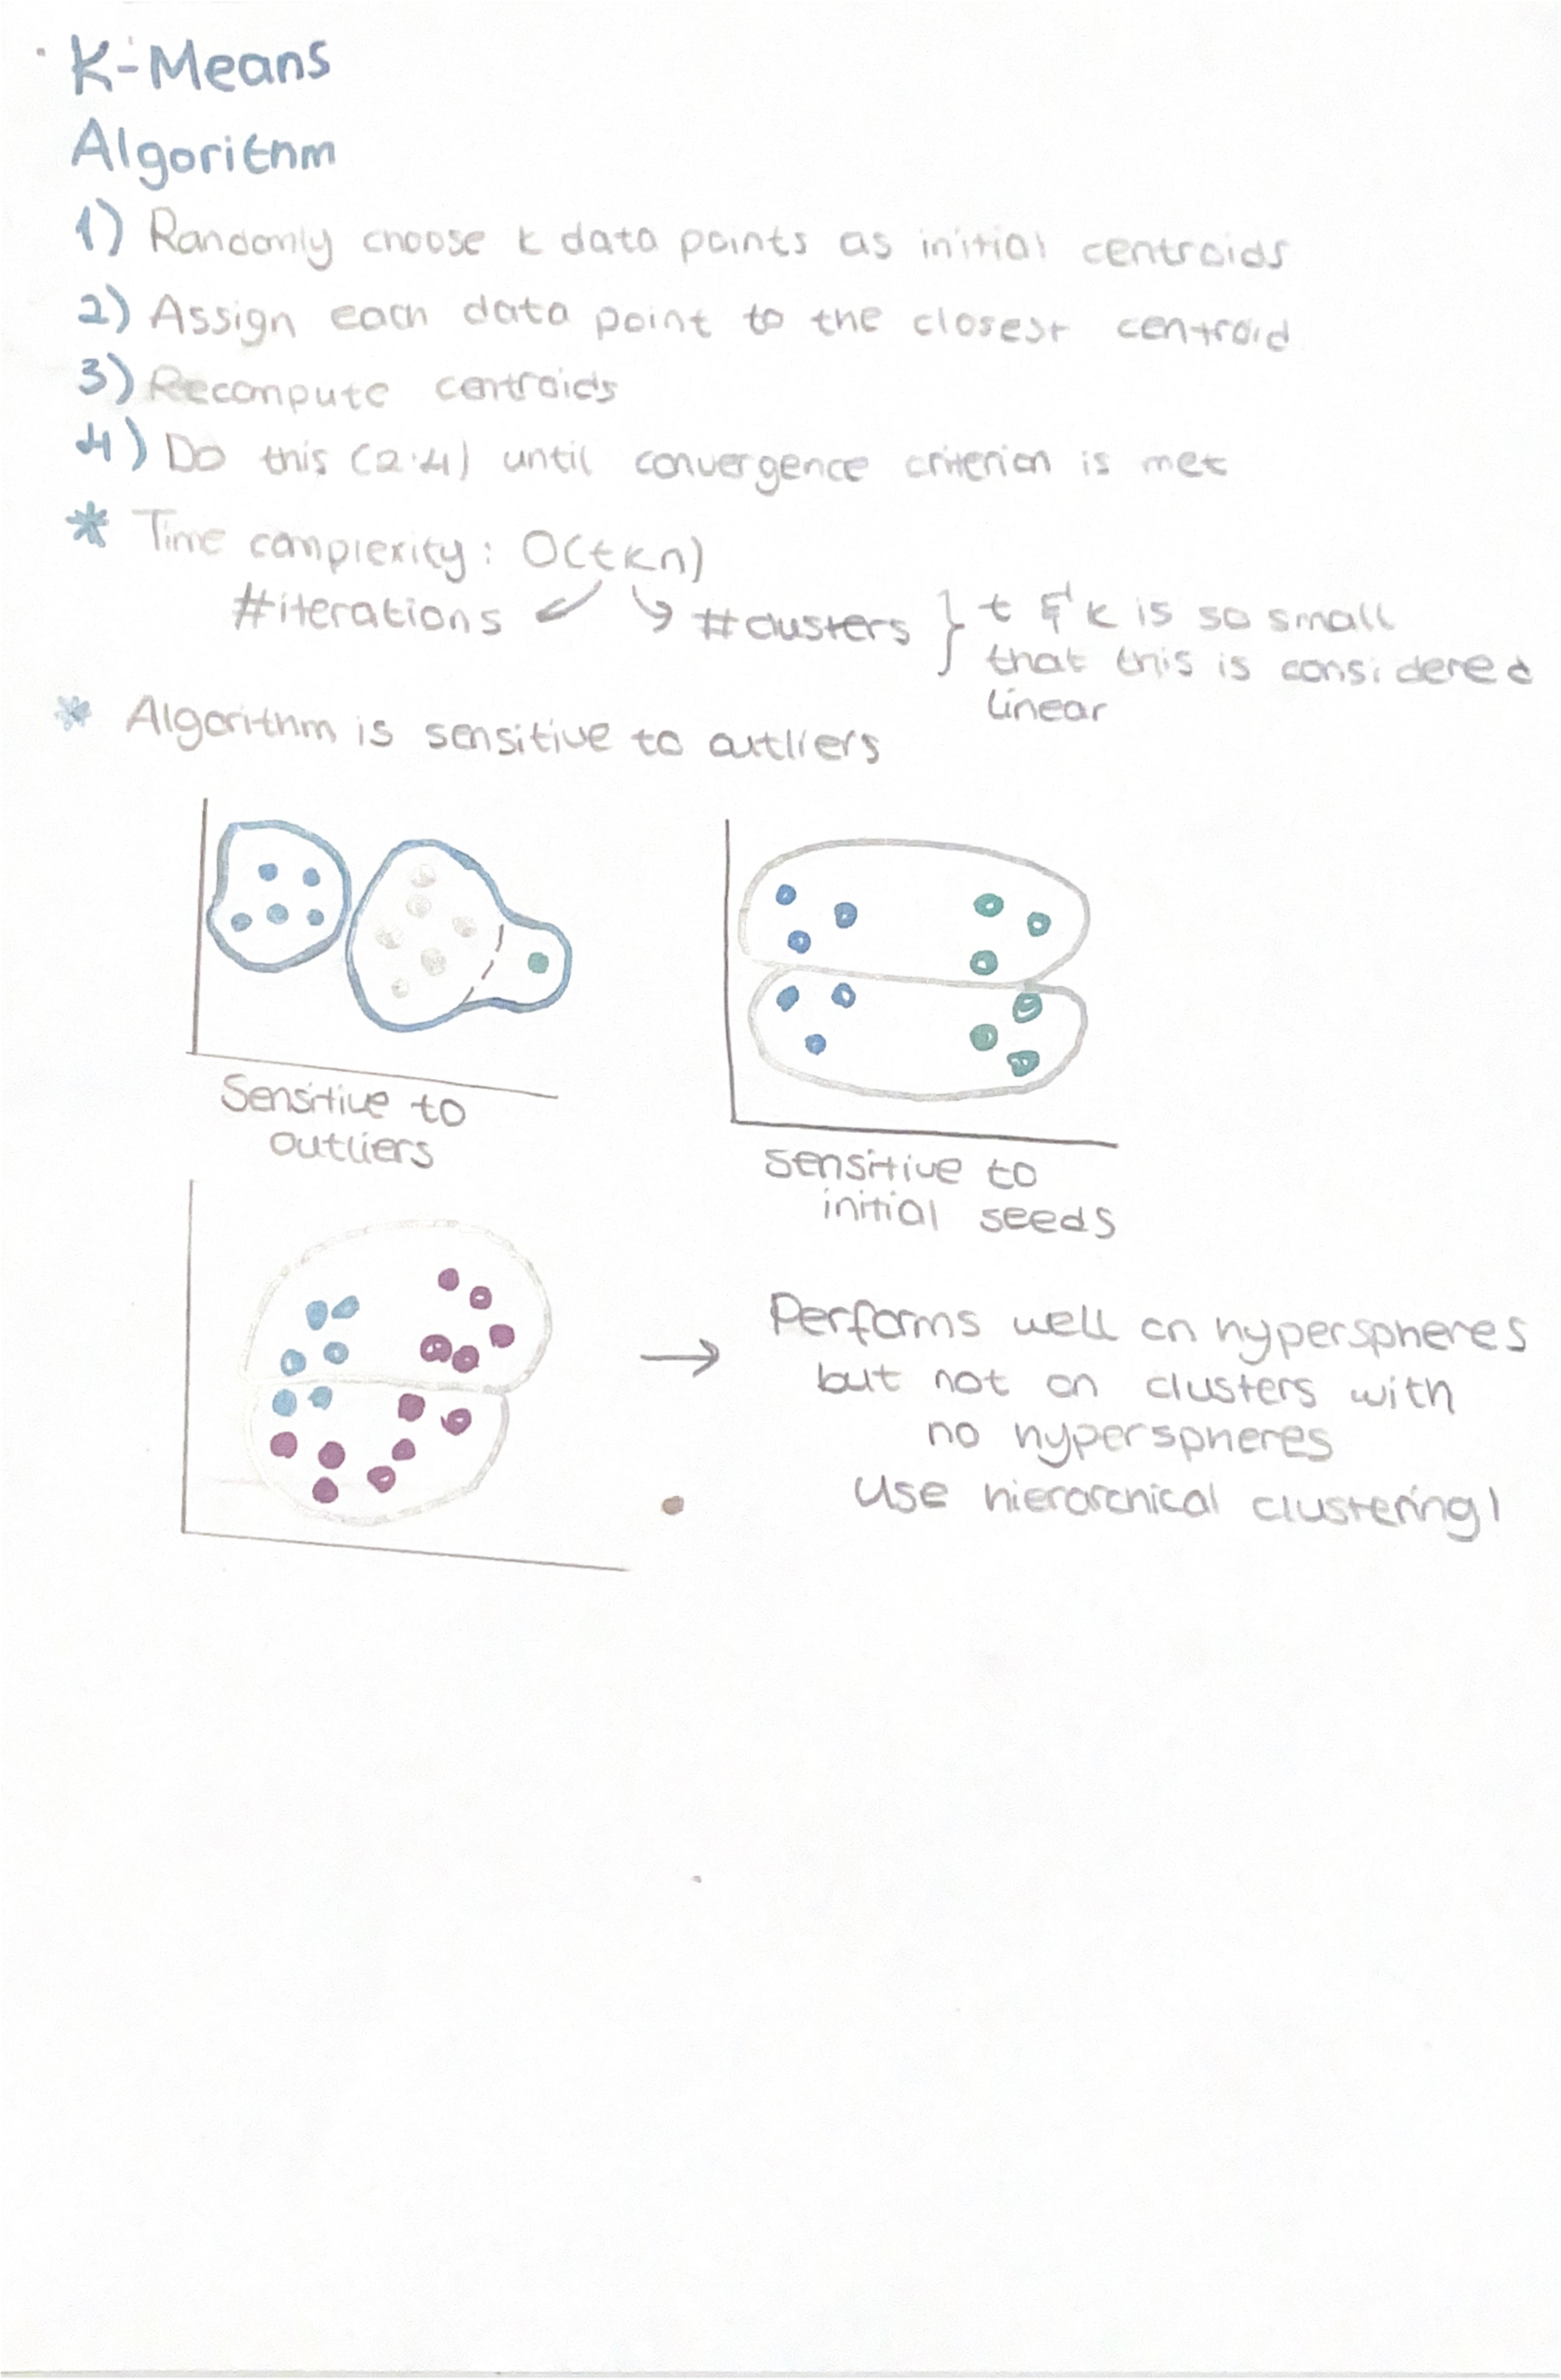 K-Means
Algorithm
1) Randomly choose k data points as initial centroids
2) Assign each data point to the closest centroid
3) Recompute centroids
4) Do this (2-4) until convergence criterion is met
* Time complexity: O(tkn)
#iterations ↙ ↘ #clusters } t & k is so small
that this is considered
linear
* Algorithm is sensitive to outliers
Sensitive to
outliers
sensitive to
initial seeds
→ Performs well on hyperspheres
but not on clusters with
no hyperspheres
Use hierarchical clustering!